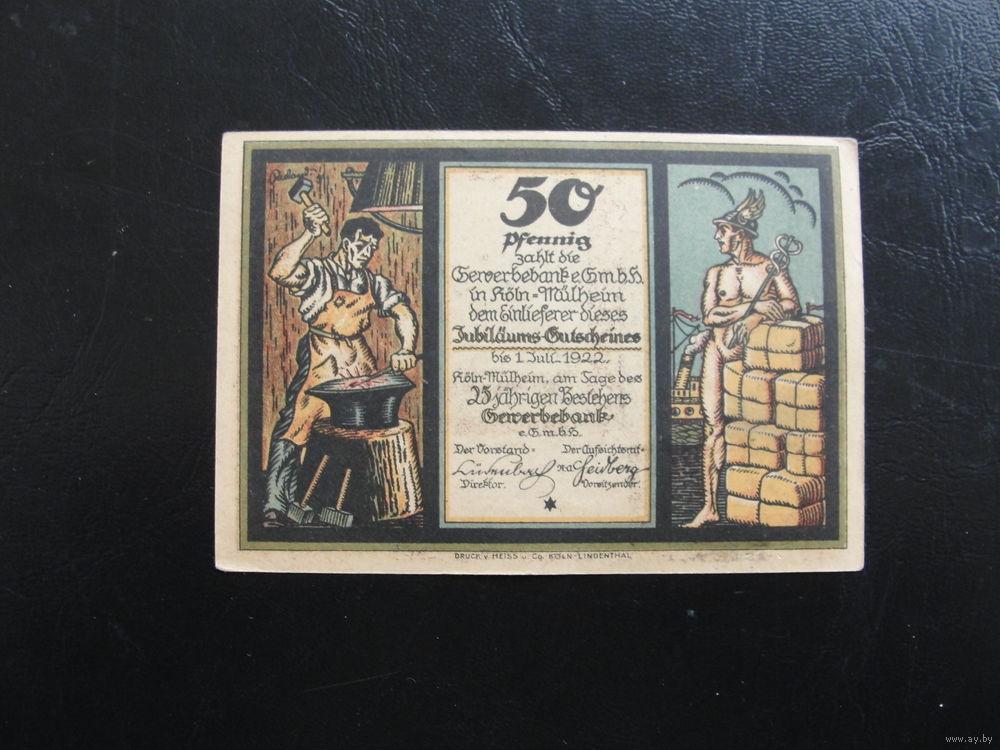 50
Pfennig
zahlt die
Gewerbebank e.G.m.b.H.
in Köln-Mülheim
dem Einlieferer dieses
Jubiläums-Gutscheines
bis 1. Juli 1922.
Köln-Mülheim, am Tage des
25 jährigen Bestehens
Gewerbebank
e.G.m.b.H.
Der Vorstand= Der Aufsichtsrat=
Lüdenbach
Direktor. Vorsitzender.
DRUCK v. HEISS u. Co. KÖLN-LINDENTHAL
www.ay.by